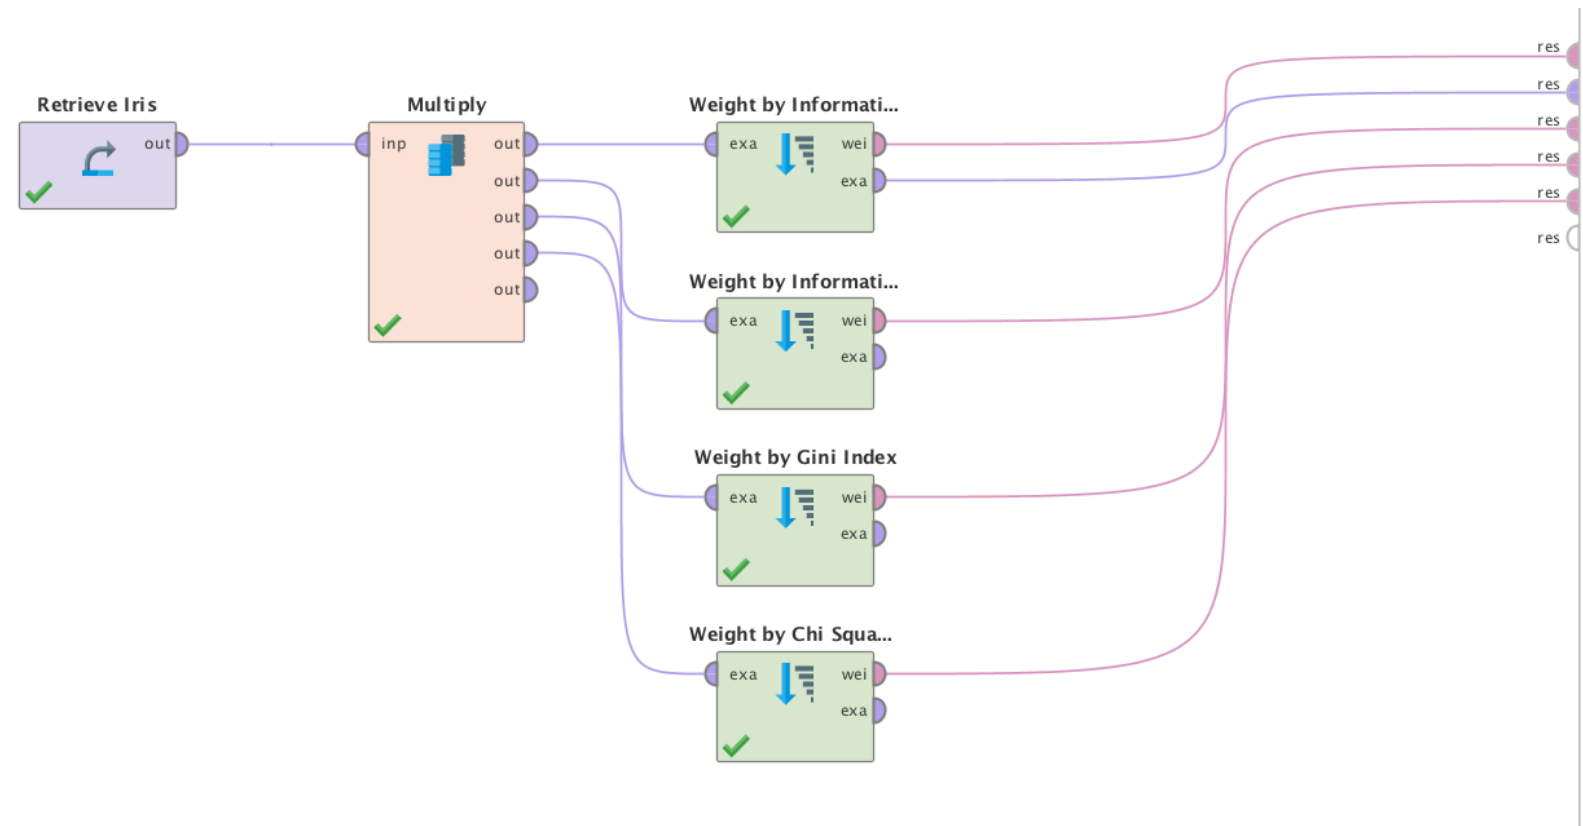 res
res
Retrieve Iris
Multiply
Weight by Informati...
res
out
inp
out
exa
wei
res
out
exa
res
out
res
out
out
Weight by Informati...
exa
wei
exa
Weight by Gini Index
exa
wei
exa
Weight by Chi Squa...
exa
wei
exa